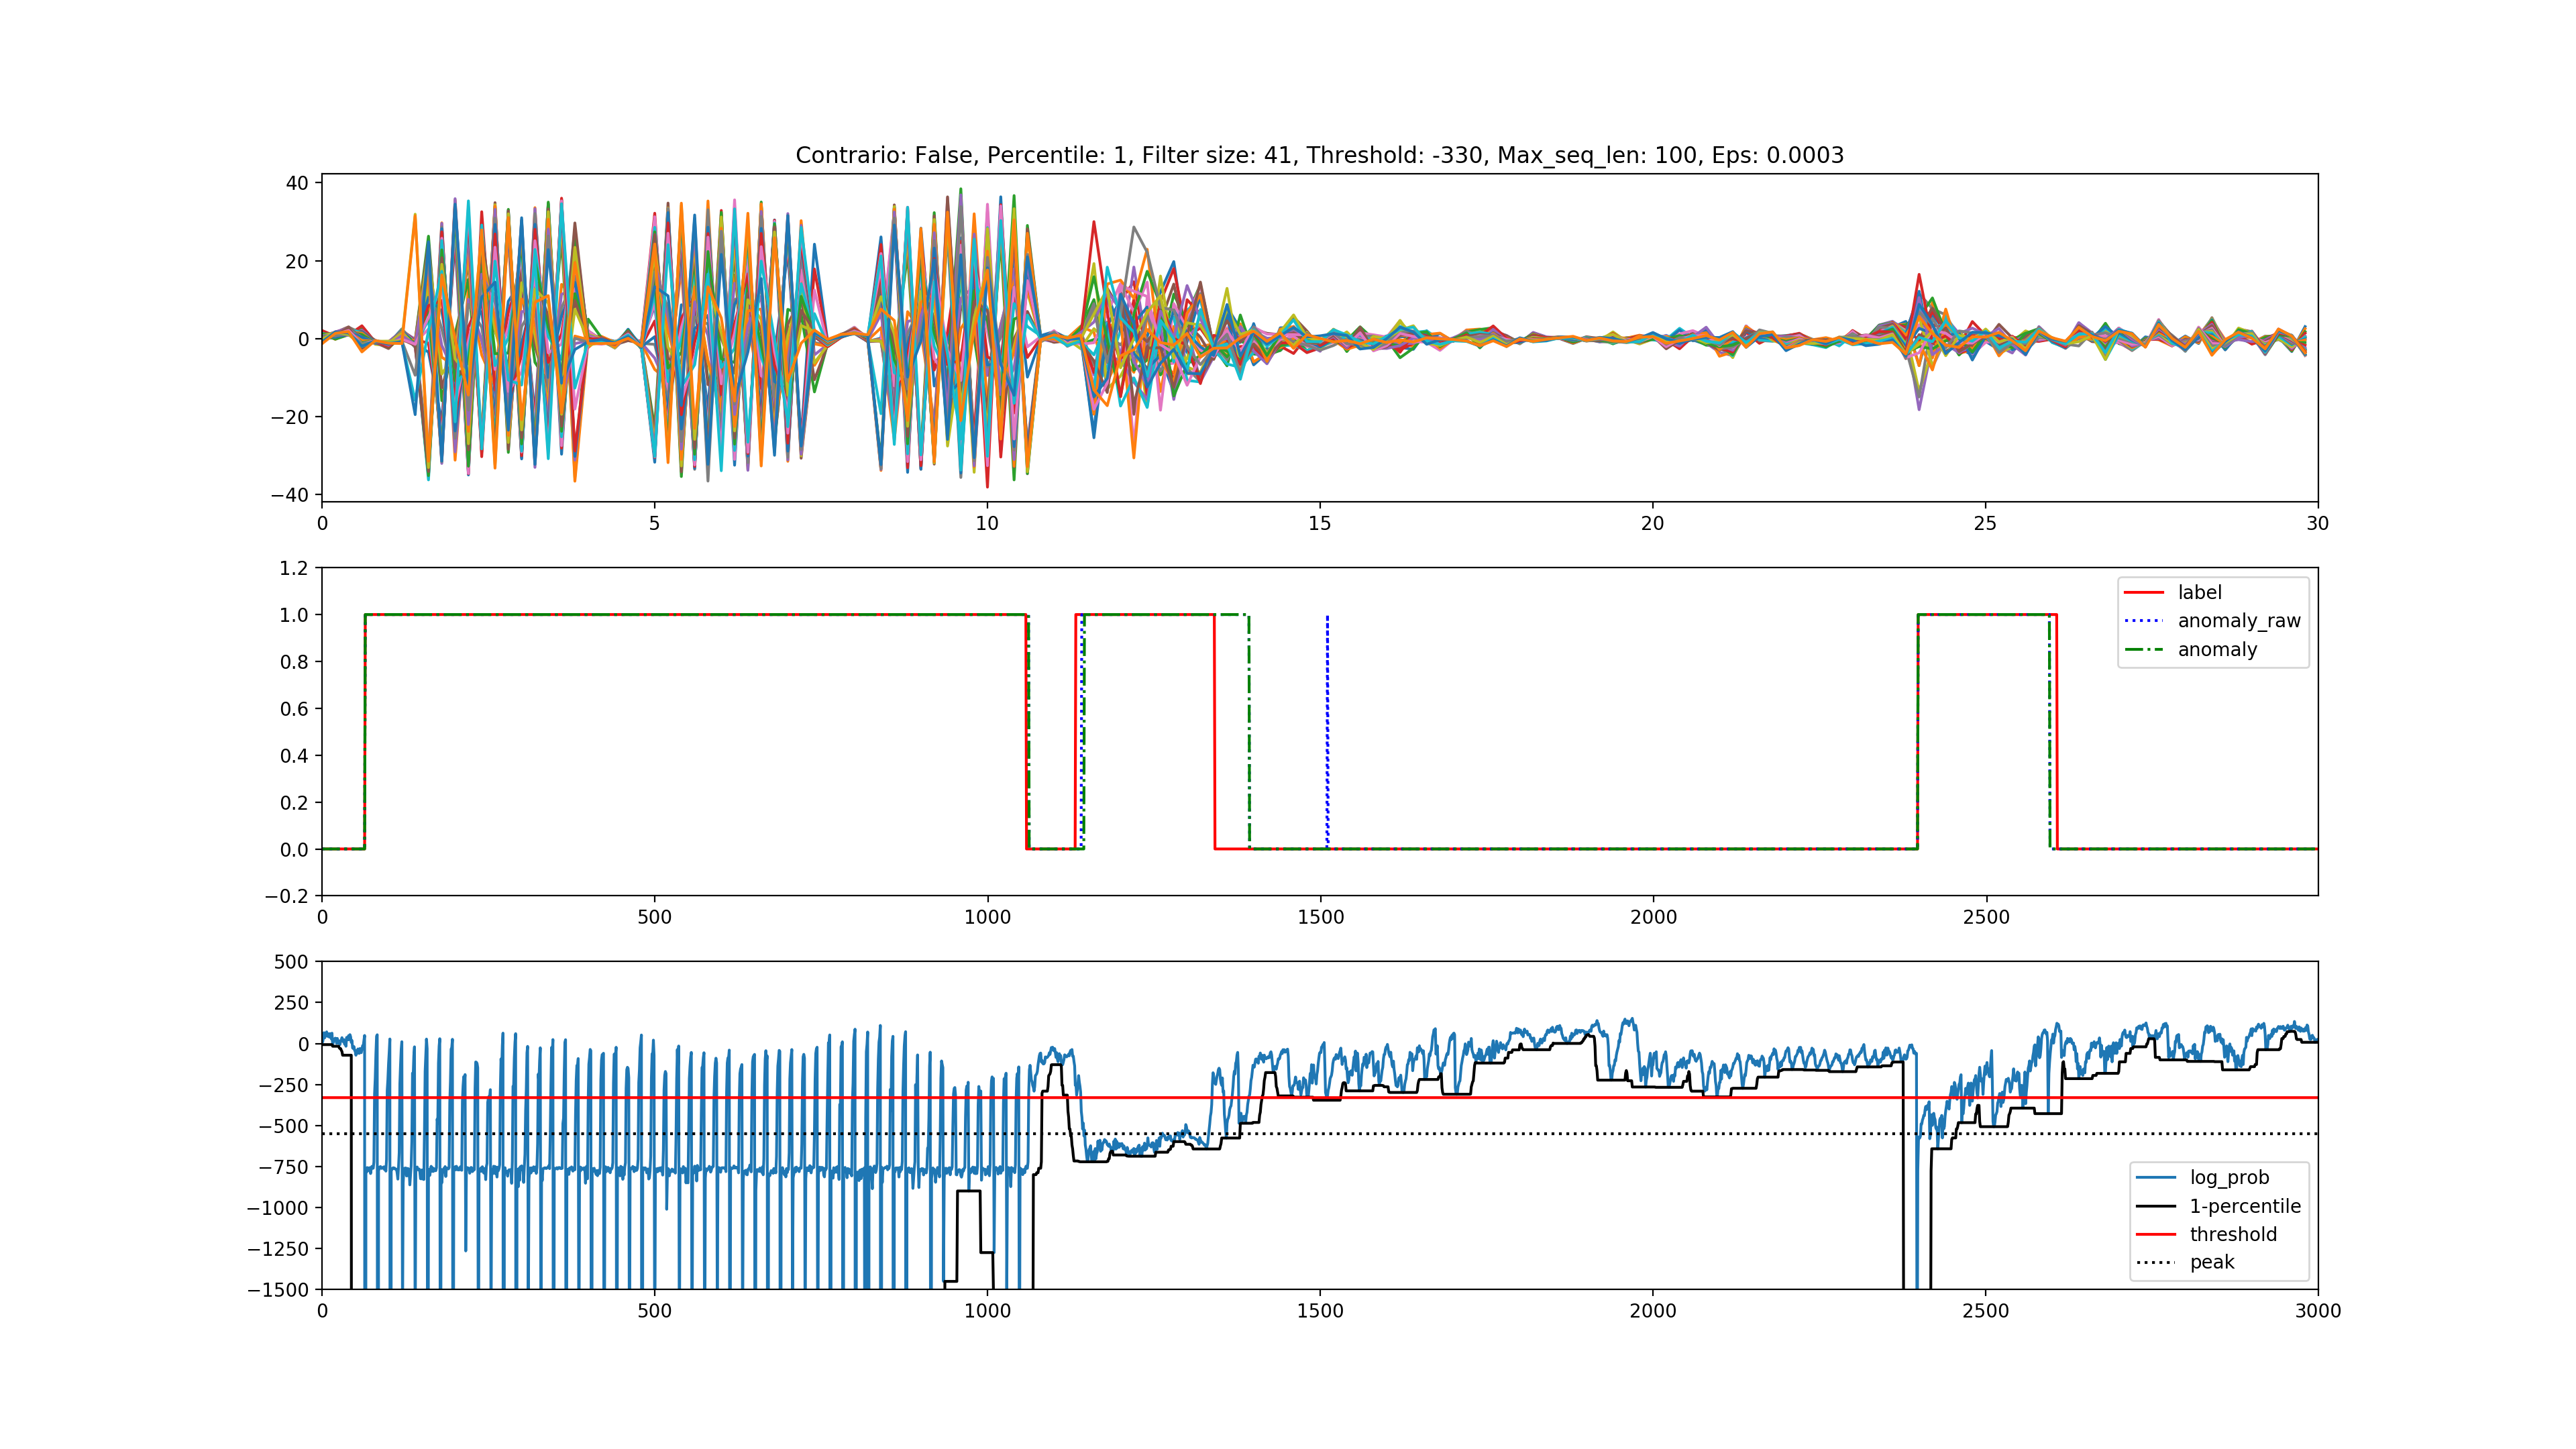 Contrario: False, Percentile: 1, Filter size: 41, Threshold: -330, Max_seq_len: 100, Eps: 0.0003
40
20
0
−20
−40
0 5 10 15 20 25 30
1.2
1.0
0.8
0.6
0.4
0.2
0.0
−0.2
label
anomaly_raw
anomaly
0 500 1000 1500 2000 2500
500
250
0
−250
−500
−750
−1000
−1250
−1500
log_prob
1-percentile
threshold
peak
0 500 1000 1500 2000 2500 3000